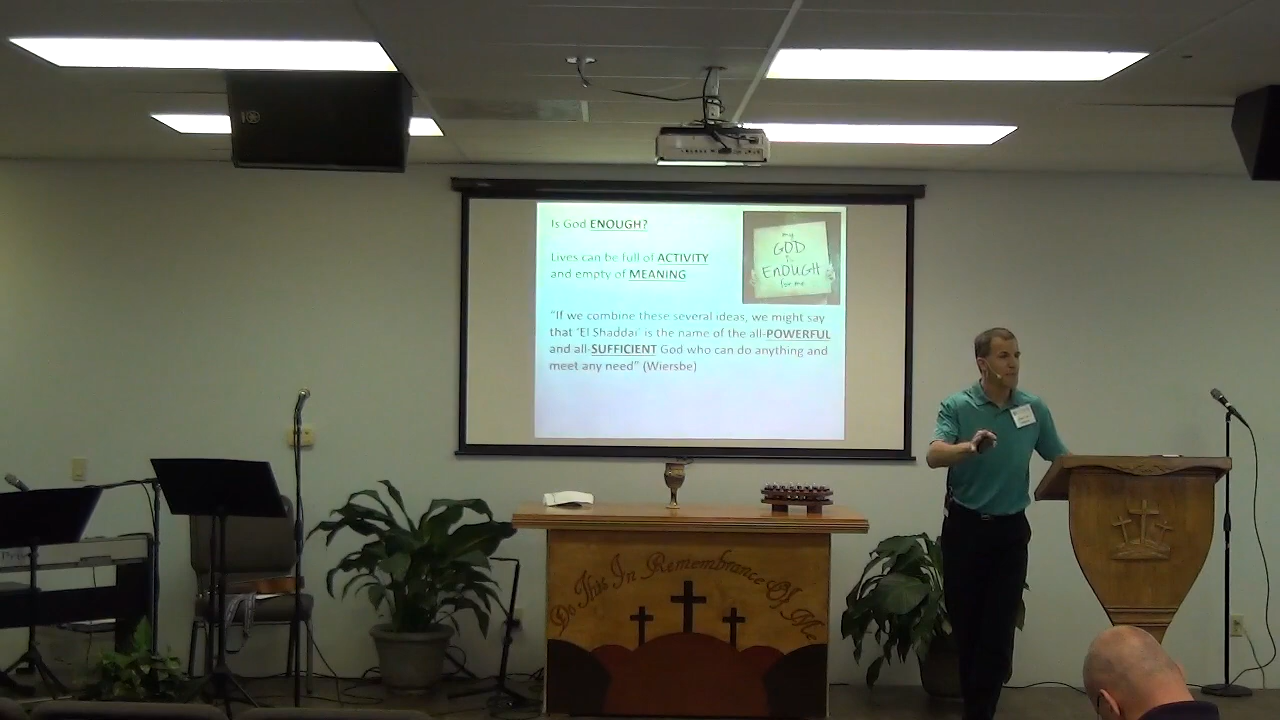 Is God ENOUGH?
Lives can be full of ACTIVITY
and empty of MEANING
my
GOD
is
ENOUGH
for me
“If we combine these several ideas, we might say
that ‘El Shaddai’ is the name of the all-POWERFUL
and all-SUFFICIENT God who can do anything and
meet any need” (Wiersbe)
Do This In Remembrance Of Me